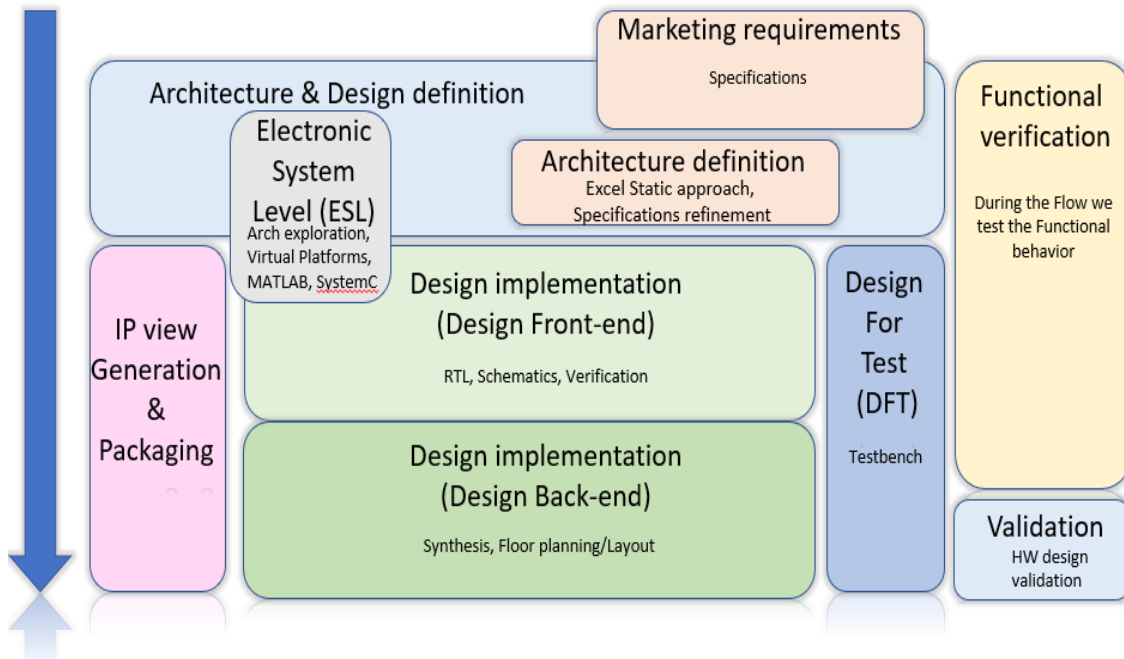 Marketing requirements
Specifications
Architecture & Design definition
Electronic
System
Level (ESL)
Arch exploration,
Virtual Platforms,
MATLAB, SystemC
Architecture definition
Excel Static approach,
Specifications refinement
Functional
verification
During the Flow we
test the Functional
behavior
IP view
Generation
&
Packaging
Design implementation
(Design Front-end)
RTL, Schematics, Verification
Design
For
Test
(DFT)
Testbench
Design implementation
(Design Back-end)
Synthesis, Floor planning/Layout
Validation
HW design
validation